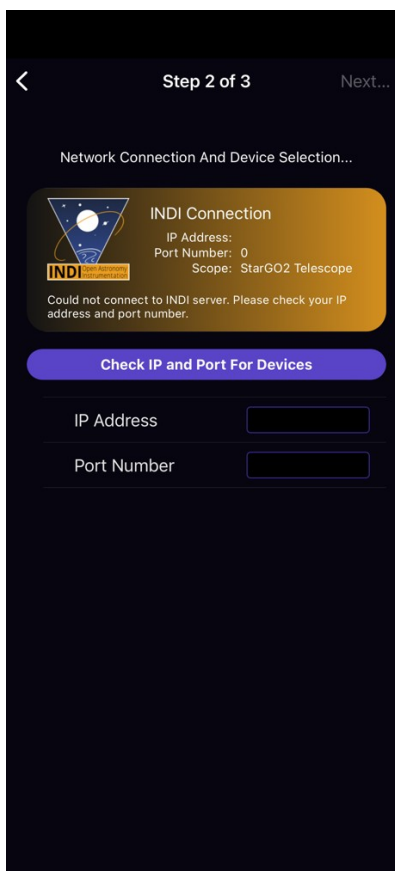 Step 2 of 3
Next...
Network Connection And Device Selection...
INDI Connection
IP Address:
Port Number: 0
Scope: StarGO2 Telescope
INDI Open Astronomy
Instrumentation
Could not connect to INDI server. Please check your IP
address and port number.
Check IP and Port For Devices
IP Address
Port Number